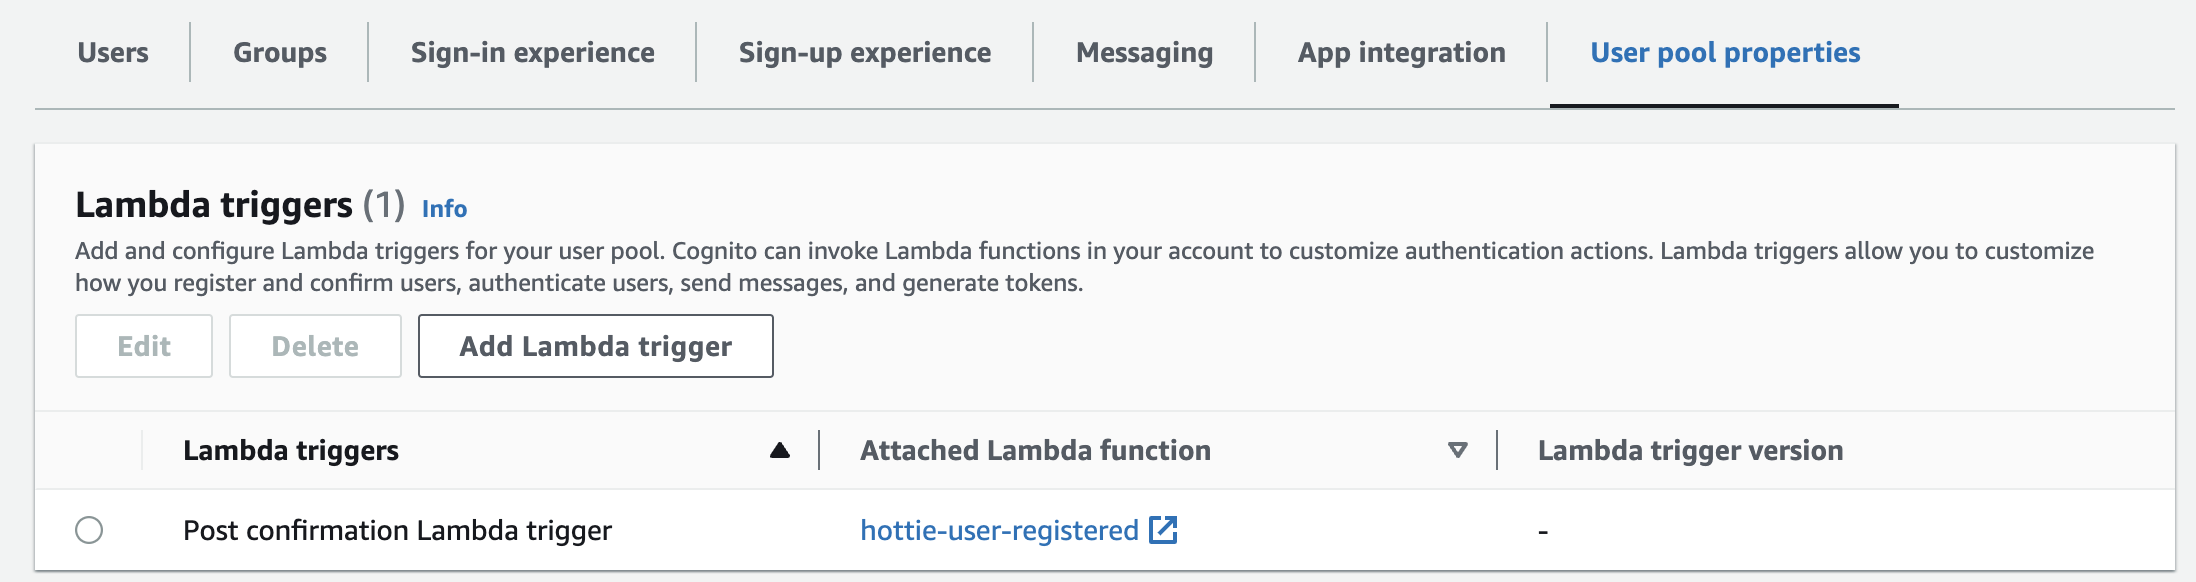 Users
Groups
Sign-in experience
Sign-up experience
Messaging
App integration
User pool properties
Lambda triggers (1) Info
Add and configure Lambda triggers for your user pool. Cognito can invoke Lambda functions in your account to customize authentication actions. Lambda triggers allow you to customize
how you register and confirm users, authenticate users, send messages, and generate tokens.
Edit
Delete
Add Lambda trigger
Lambda triggers
Attached Lambda function
Lambda trigger version
Post confirmation Lambda trigger
hottie-user-registered
-